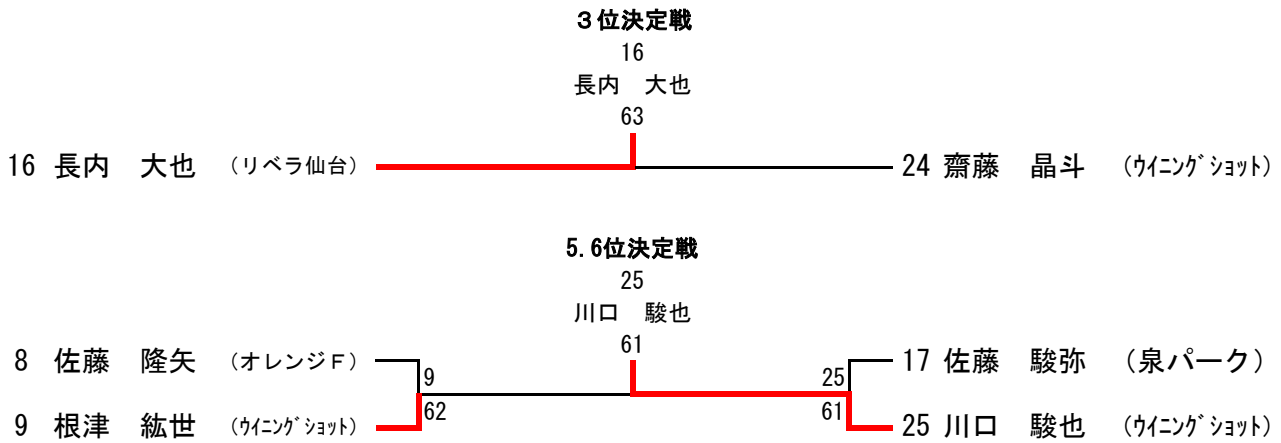 3位決定戦
16
長内　大也
63
16 長内　大也 （リベラ仙台） 24 齋藤　晶斗 （ｳｲﾆﾝｸﾞｼｮｯﾄ）
5.6位決定戦
25
川口　駿也
61
8 佐藤　隆矢 （オレンジＦ） 17 佐藤　駿弥 （泉パーク）
9 25
62 61
9 根津　紘世 （ｳｲﾆﾝｸﾞｼｮｯﾄ） 25 川口　駿也 （ｳｲﾆﾝｸﾞｼｮｯﾄ）